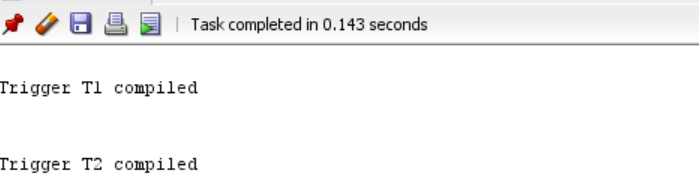 Task completed in 0.143 seconds
Trigger T1 compiled
Trigger T2 compiled